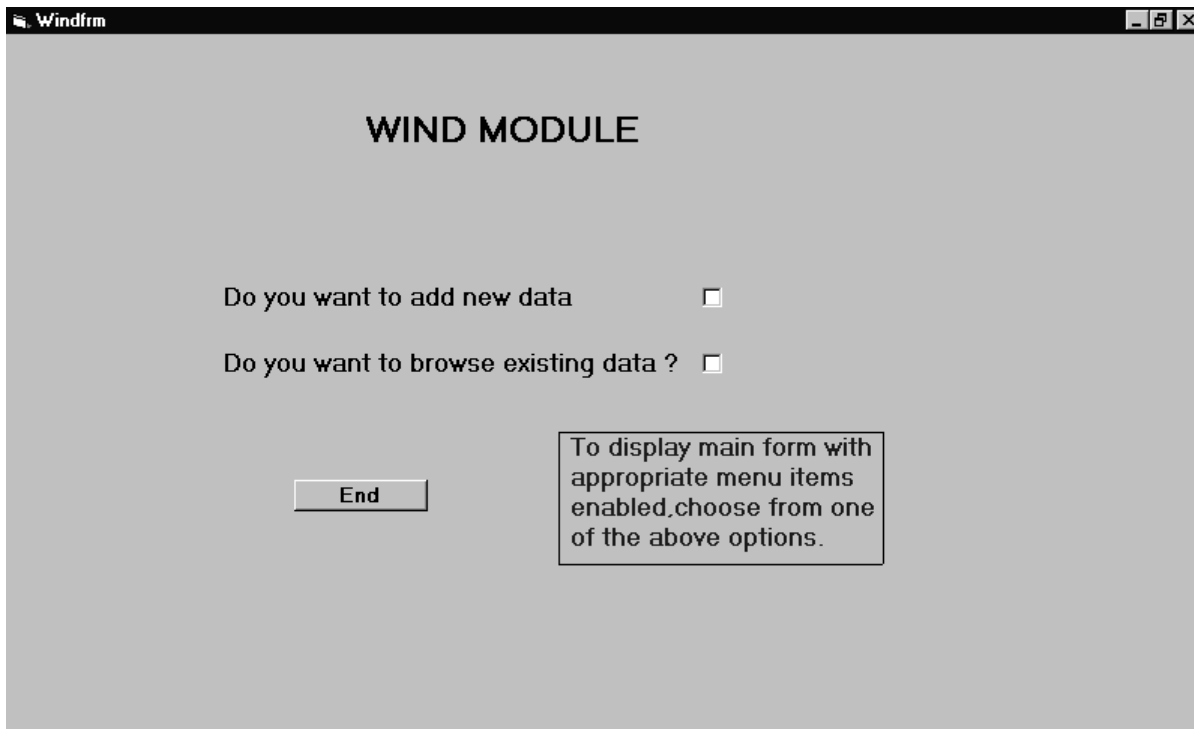 Windfrm
WIND MODULE
Do you want to add new data
Do you want to browse existing data ?
To display main form with
appropriate menu items
enabled,choose from one
of the above options.
End